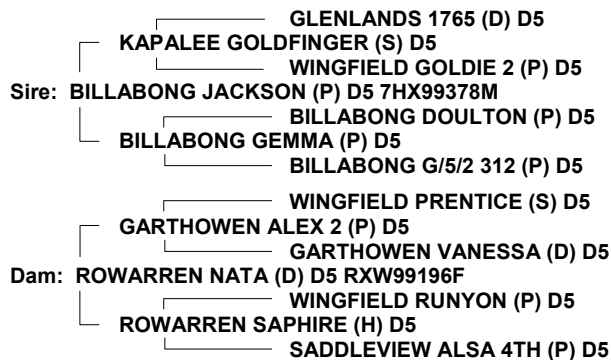 GLENLANDS 1765 (D) D5
KAPALEE GOLDFINGER (S) D5
WINGFIELD GOLDIE 2 (P) D5
Sire: BILLABONG JACKSON (P) D5 7HX99378M
BILLABONG DOULTON (P) D5
BILLABONG GEMMA (P) D5
BILLABONG G/5/2 312 (P) D5
WINGFIELD PRENTICE (S) D5
GARTHOWEN ALEX 2 (P) D5
GARTHOWEN VANESSA (D) D5
Dam: ROWARREN NATA (D) D5 RXW99196F
WINGFIELD RUNYON (P) D5
ROWARREN SAPHIRE (H) D5
SADDLEVIEW ALSA 4TH (P) D5